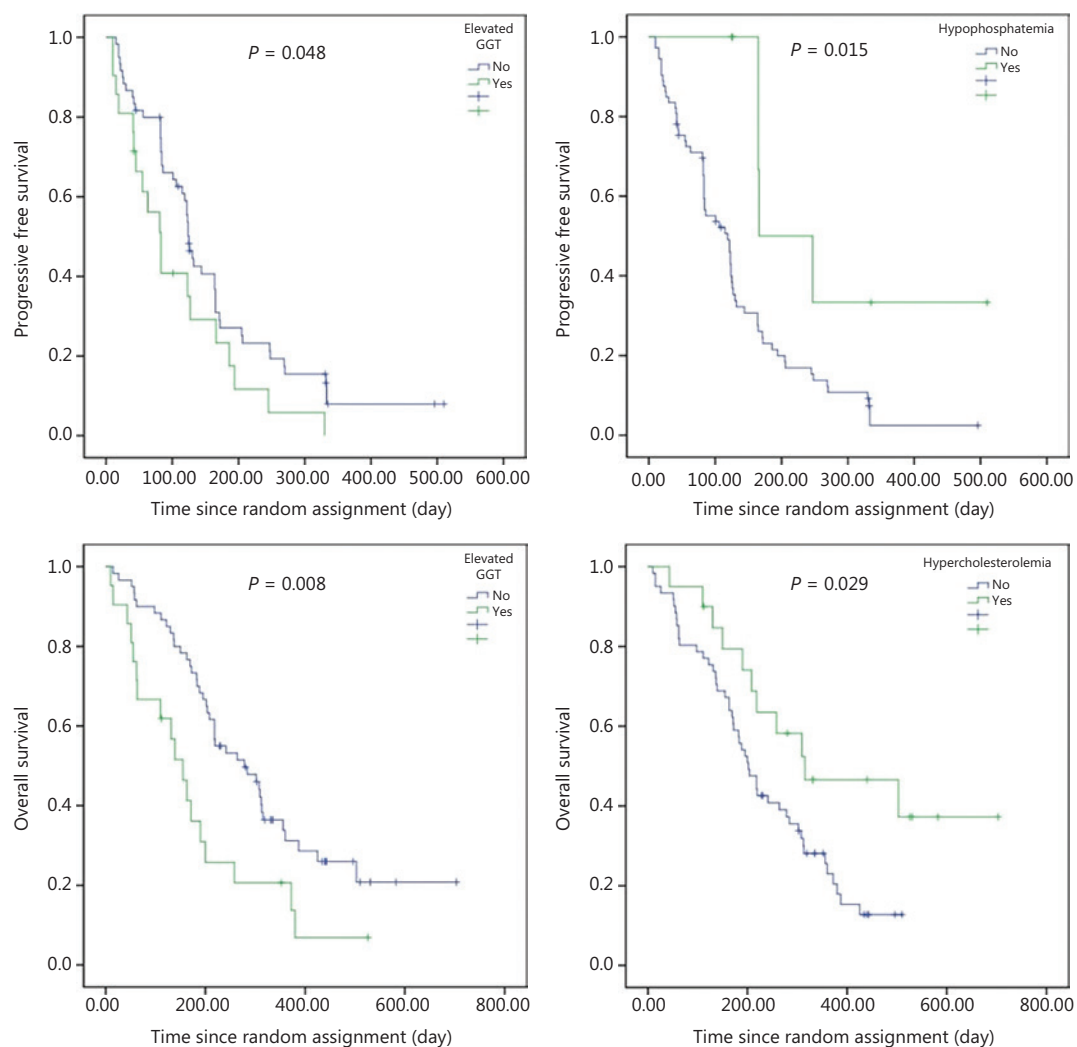 Elevated
GGT
No
Yes
P = 0.048
1.0
0.8
0.6
0.4
0.2
0.0
Progressive free survival
0.00 100.00 200.00 300.00 400.00 500.00 600.00
Time since random assignment (day)
Hypophosphatemia
No
Yes
P = 0.015
1.0
0.8
0.6
0.4
0.2
0.0
Progressive free survival
0.00 100.00 200.00 300.00 400.00 500.00 600.00
Time since random assignment (day)
Elevated
GGT
No
Yes
P = 0.008
1.0
0.8
0.6
0.4
0.2
0.0
Overall survival
0.00 200.00 400.00 600.00 800.00
Time since random assignment (day)
Hypercholesterolemia
No
Yes
P = 0.029
1.0
0.8
0.6
0.4
0.2
0.0
Overall survival
0.00 200.00 400.00 600.00 800.00
Time since random assignment (day)